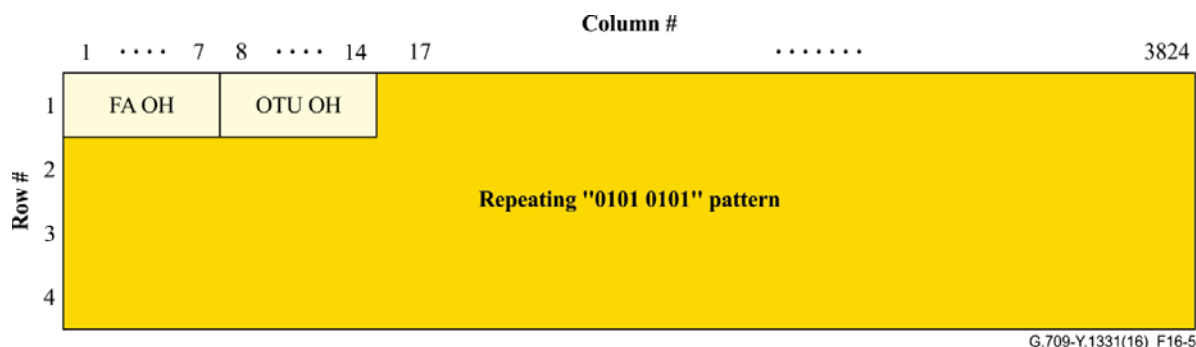 Column #
1 ···· 7 8 ···· 14 17 ······· 3824
1 FA OH OTU OH
2
Repeating "0101 0101" pattern
3
4
Row #
G.709-Y.1331(16)_F16-5